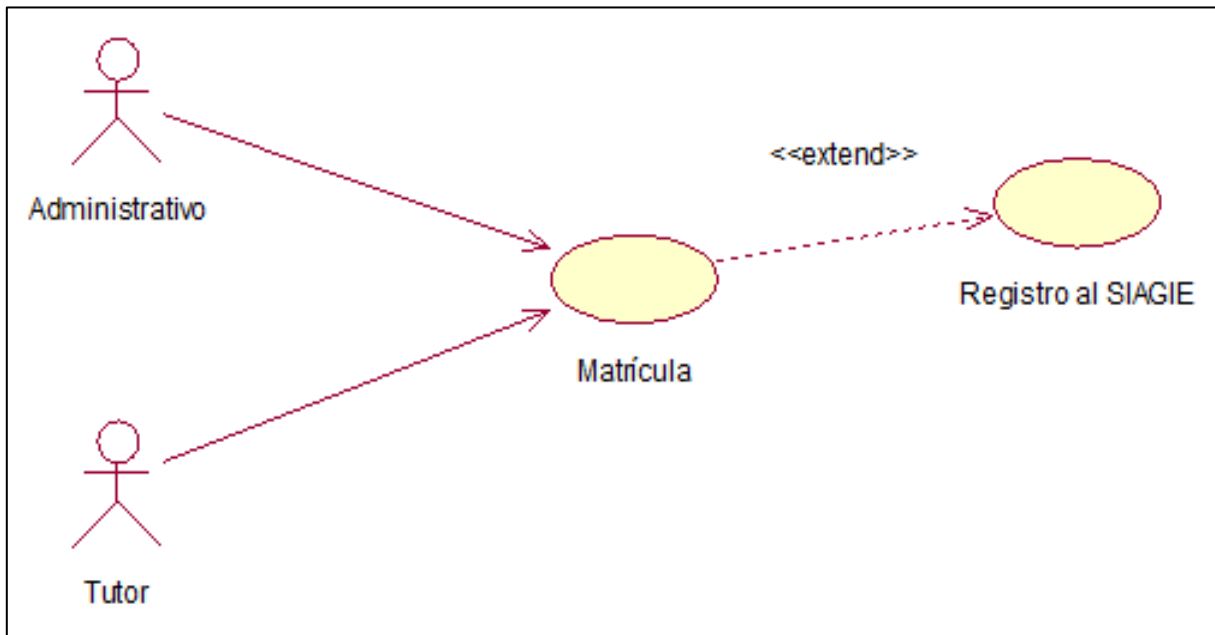 Administrativo
<<extend>>
Registro al SIAGIE
Matrícula
Tutor